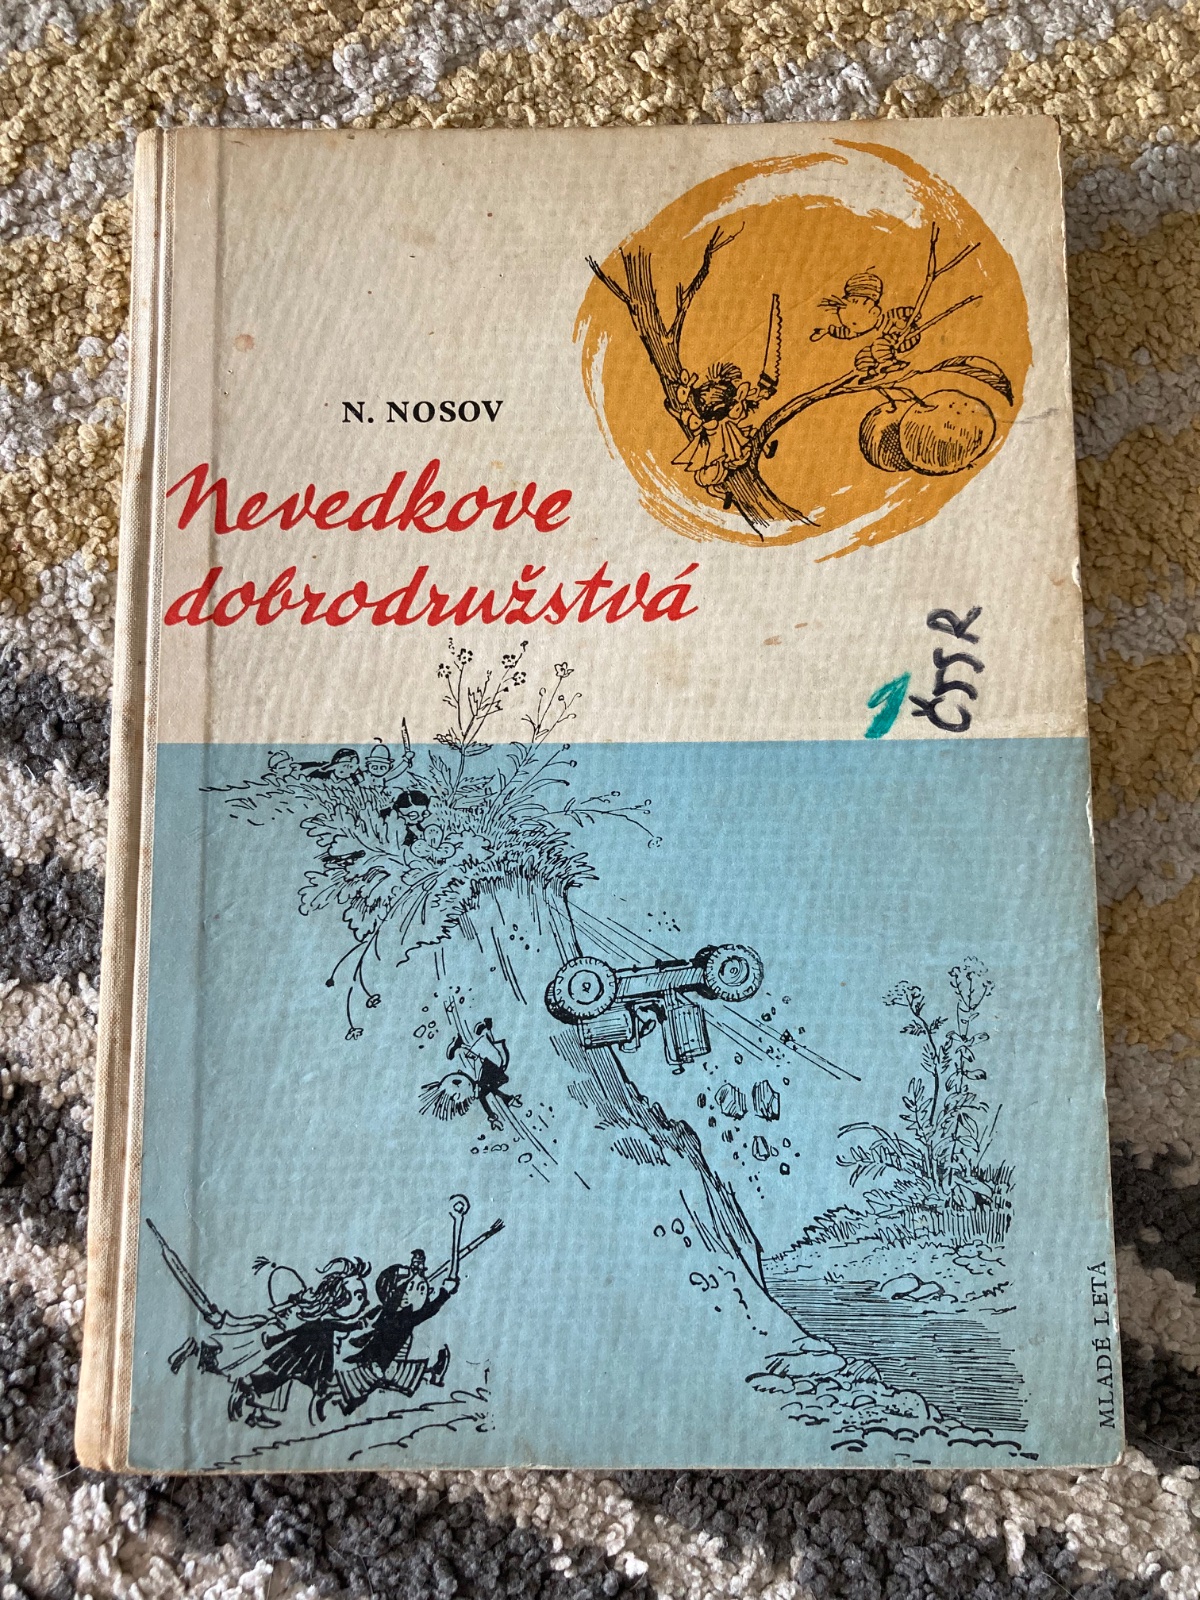 N. NOSOV
Nevedkove
dobrodružstvá
1 ČSSR
MLADÉ LETÁ